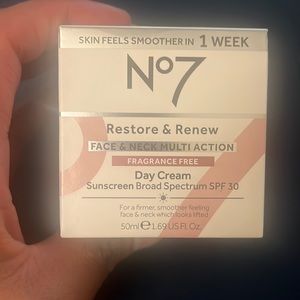 SKIN FEELS SMOOTHER IN 1 WEEK
No7
Restore & Renew
FACE & NECK MULTI ACTION
FRAGRANCE FREE
Day Cream
Sunscreen Broad Spectrum SPF 30
For a firmer, smoother feeling
face & neck which looks lifted
50ml ℮ 1.69 US Fl. Oz.